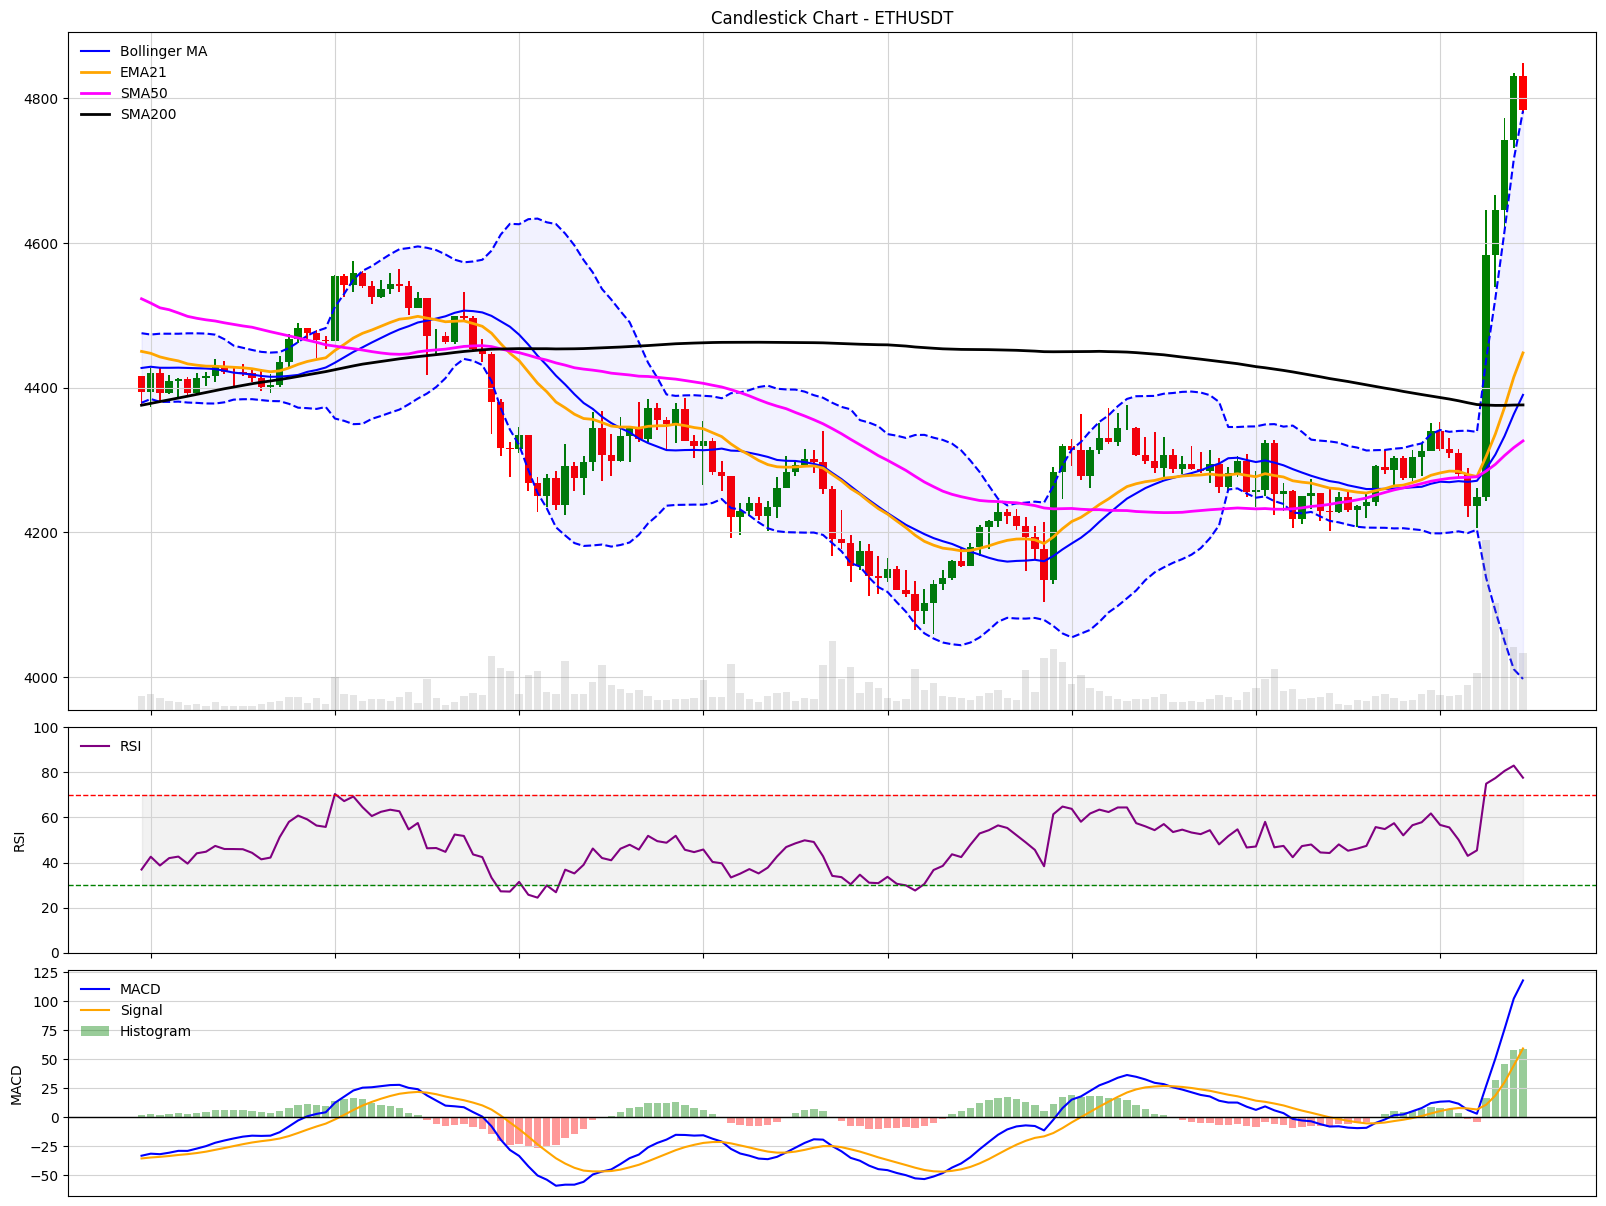 Candlestick Chart - ETHUSDT
Bollinger MA
EMA21
SMA50
SMA200
4800
4600
4400
4200
4000
100
80
60
40
20
0
RSI
RSI
125
100
75
50
25
0
−25
−50
MACD
MACD
Signal
Histogram